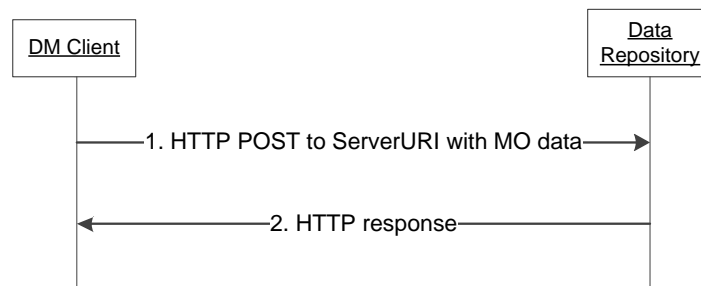 DM Client
Data
Repository
1. HTTP POST to ServerURI with MO data
2. HTTP response